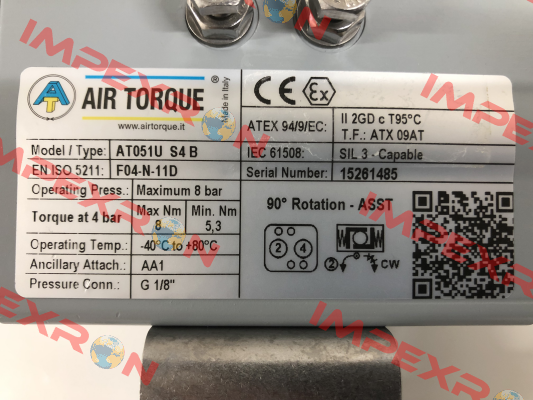 AT
AIR TORQUE ®
Made in Italy
www.airtorque.it
Model / Type: AT051U S4 B
EN ISO 5211: F04-N-11D
Operating Press.: Maximum 8 bar
Torque at 4 bar Max Nm 8 Min. Nm 5,3
Operating Temp.: -40°C to +80°C
Ancillary Attach.: AA1
Pressure Conn.: G 1/8"
CE Ex
ATEX 94/9/EC: II 2GD c T95°C
T.F.: ATX 09AT
IEC 61508: SIL 3 - Capable
Serial Number: 15261485
90° Rotation - ASST
2 4
2 CW
IMPEXRON
IMPEXRON
IMPEXRON
IMPEXRON